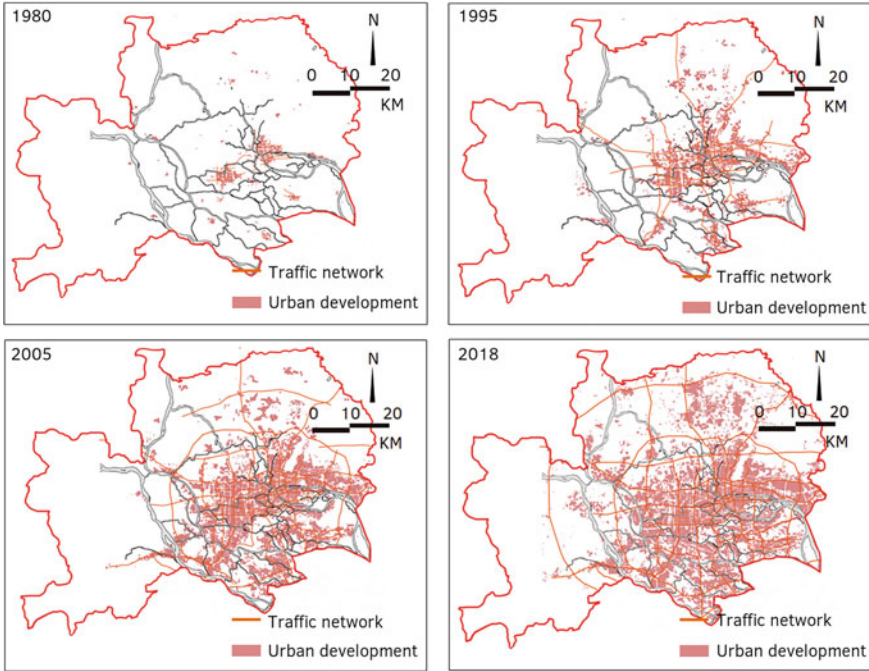 1980
N
0 10 20
KM
Traffic network
Urban development
1995
N
0 10 20
KM
Traffic network
Urban development
2005
N
0 10 20
KM
Traffic network
Urban development
2018
N
0 10 20
KM
Traffic network
Urban development